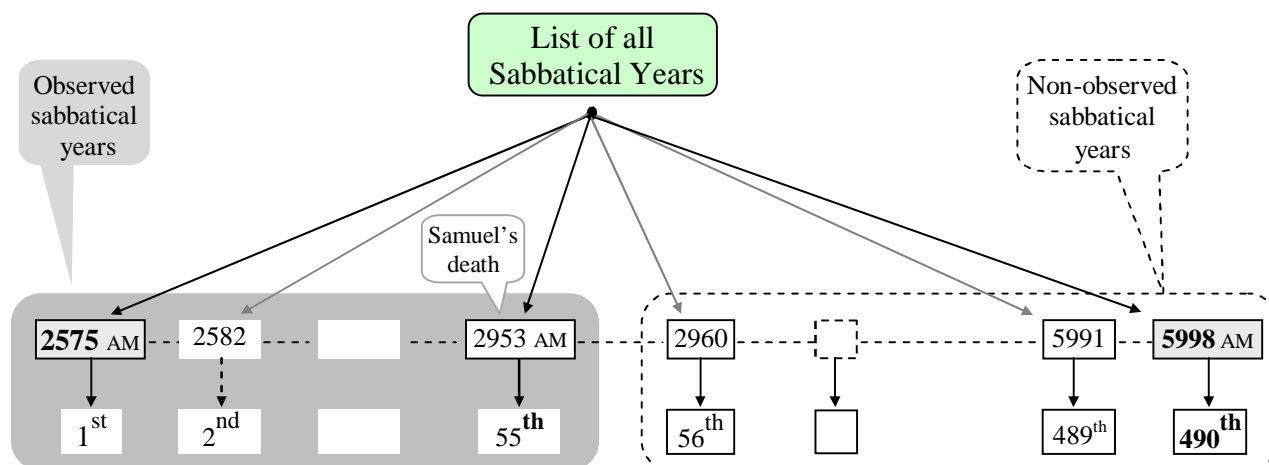 List of all
Sabbatical Years
Observed
sabbatical
years
Non-observed
sabbatical
years
Samuel’s
death
2575 AM 2582 2953 AM 2960 5991 5998 AM
1st 2nd 55th 56th 489th 490th